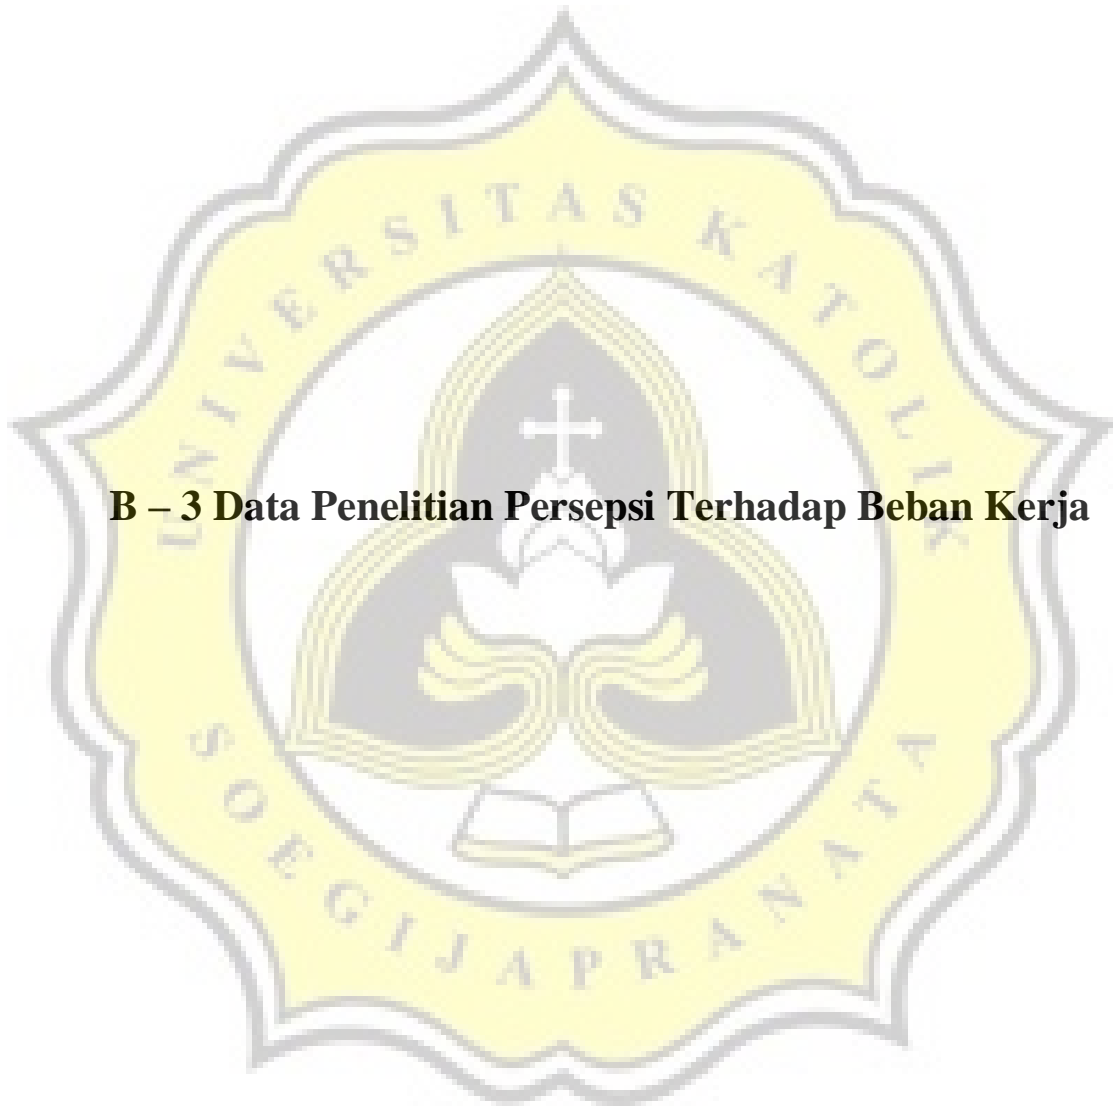 UNIVERSITAS KATOLIK
B – 3 Data Penelitian Persepsi Terhadap Beban Kerja
SOEGIJAPRANATA